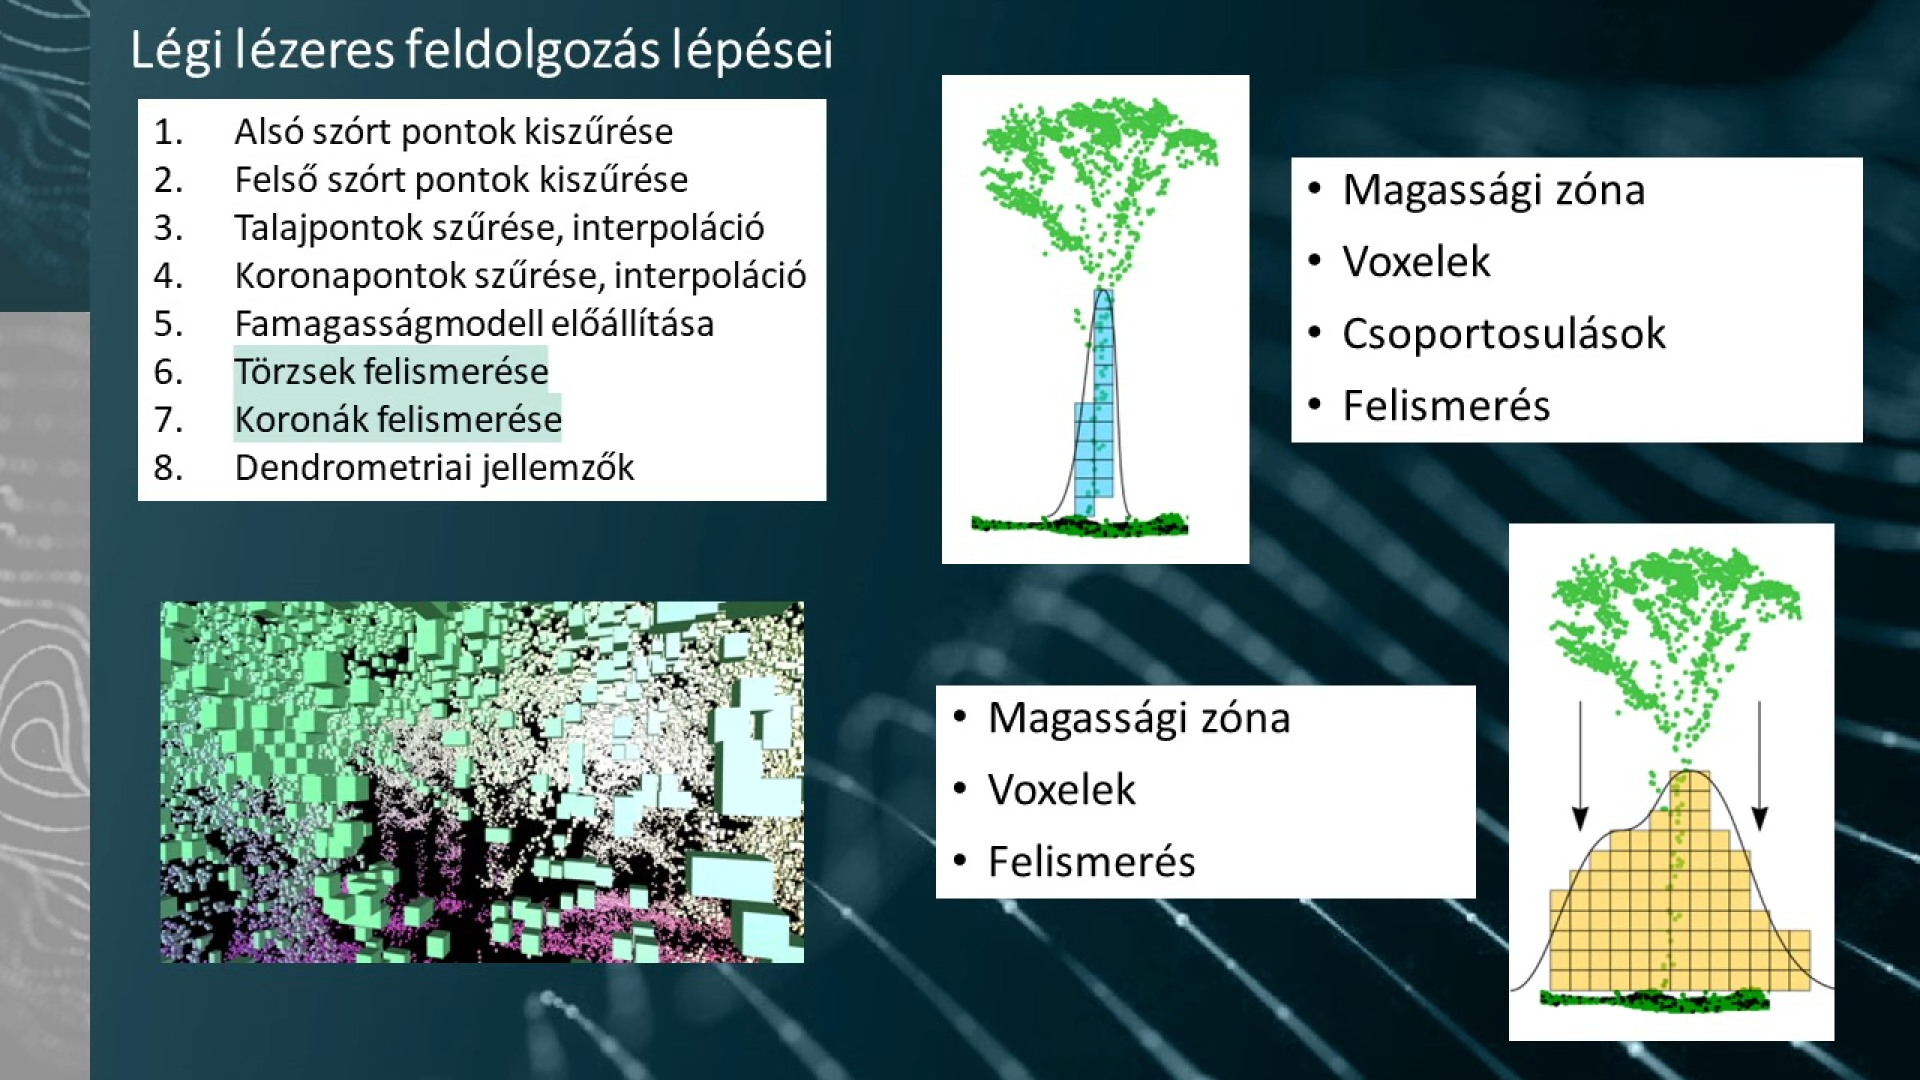 Légi lézeres feldolgozás lépései
1. Alsó szórt pontok kiszűrése
2. Felső szórt pontok kiszűrése
3. Talajpontok szűrése, interpoláció
4. Koronapontok szűrése, interpoláció
5. Famagasságmodell előállítása
6. Törzsek felismerése
7. Koronák felismerése
8. Dendrometriai jellemzők
• Magassági zóna
• Voxelek
• Csoportosulások
• Felismerés
• Magassági zóna
• Voxelek
• Felismerés